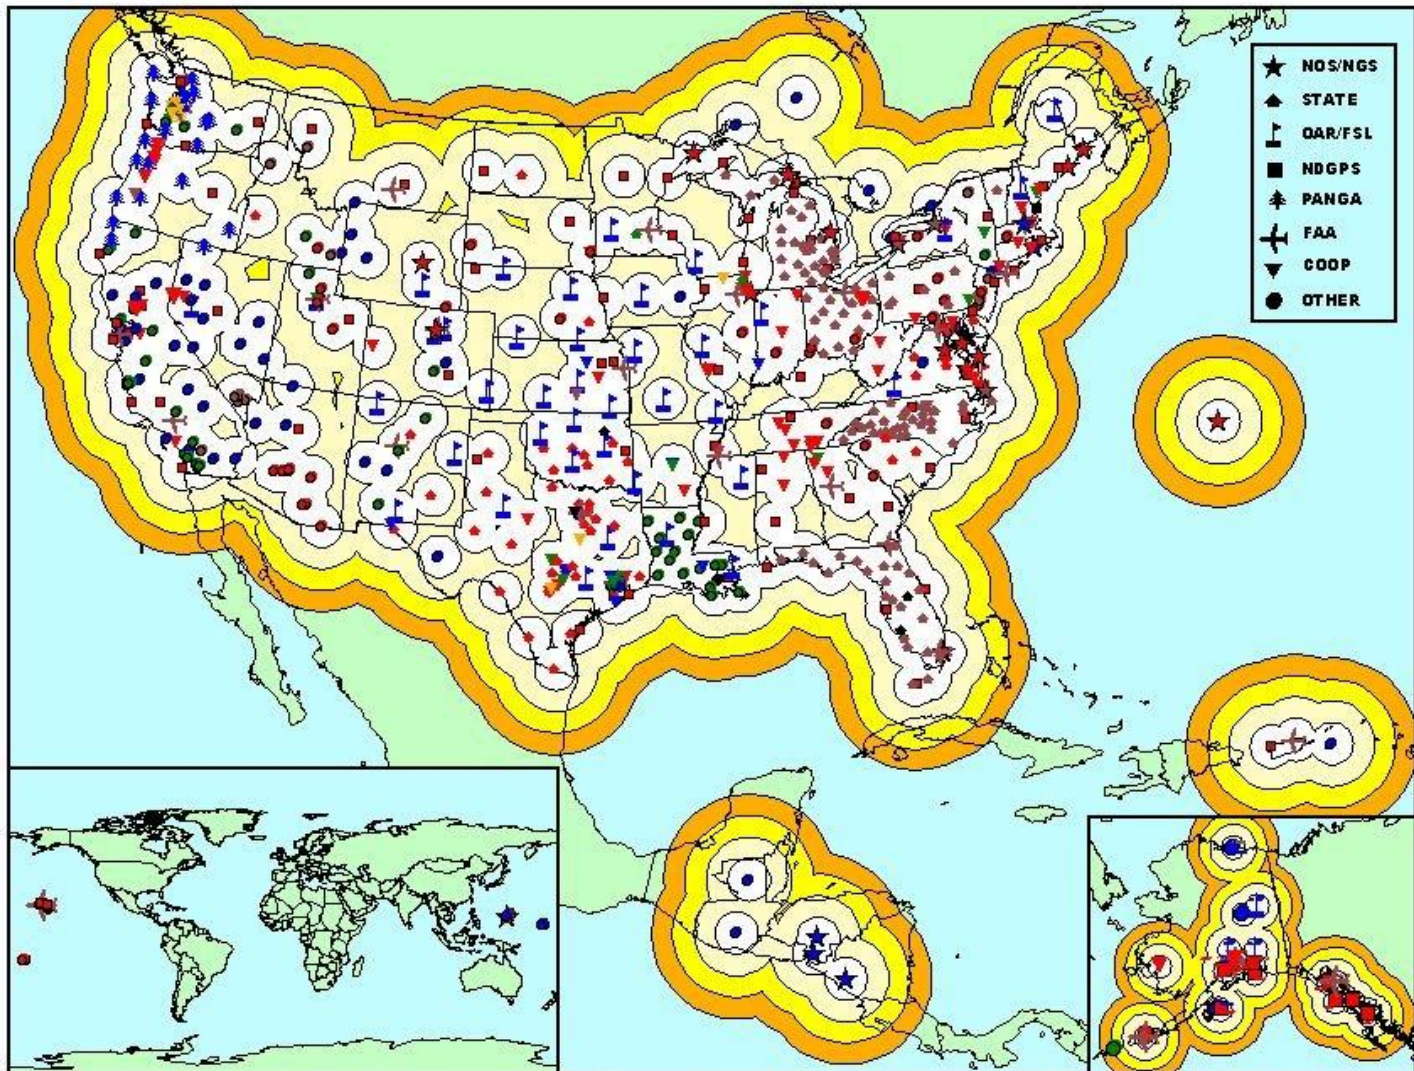 NOS/NGS
STATE
OAR/FSL
NDGPS
PANGA
FAA
COOP
OTHER